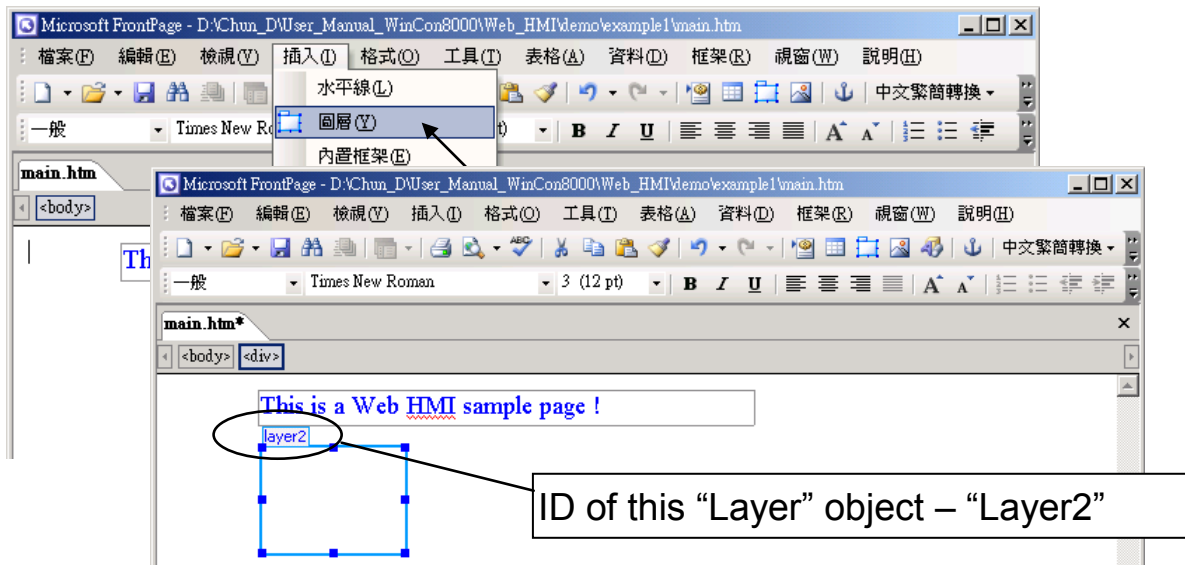 Microsoft FrontPage - D:\Chun_D\User_Manual_WinCon8000\Web_HMI\demo\example1\main.htm
檔案(F) 編輯(E) 檢視(V) 插入(I) 格式(O) 工具(T) 表格(A) 資料(D) 框架(R) 視窗(W) 說明(H)
水平線(L)
中文繁簡轉換
一般 Times New Ro
圖層(Y)
B I U A A
內置框架(E)
main.htm
<body>
Th
Microsoft FrontPage - D:\Chun_D\User_Manual_WinCon8000\Web_HMI\demo\example1\main.htm
檔案(F) 編輯(E) 檢視(V) 插入(I) 格式(O) 工具(T) 表格(A) 資料(D) 框架(R) 視窗(W) 說明(H)
ABC 中文繁簡轉換
一般 Times New Roman 3 (12 pt) B I U A A
main.htm*
<body> <div>
This is a Web HMI sample page !
layer2
ID of this “Layer” object – “Layer2”